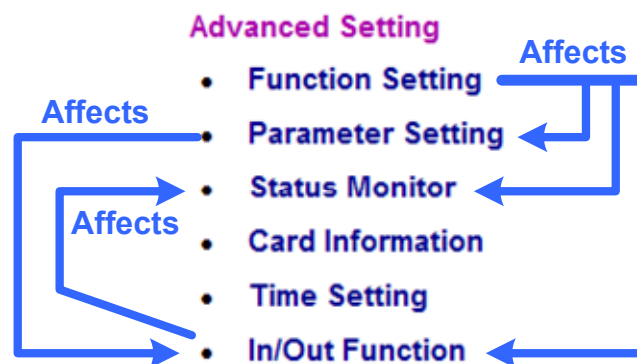 Advanced Setting
Affects
• Function Setting
Affects
• Parameter Setting
• Status Monitor
Affects
• Card Information
• Time Setting
• In/Out Function